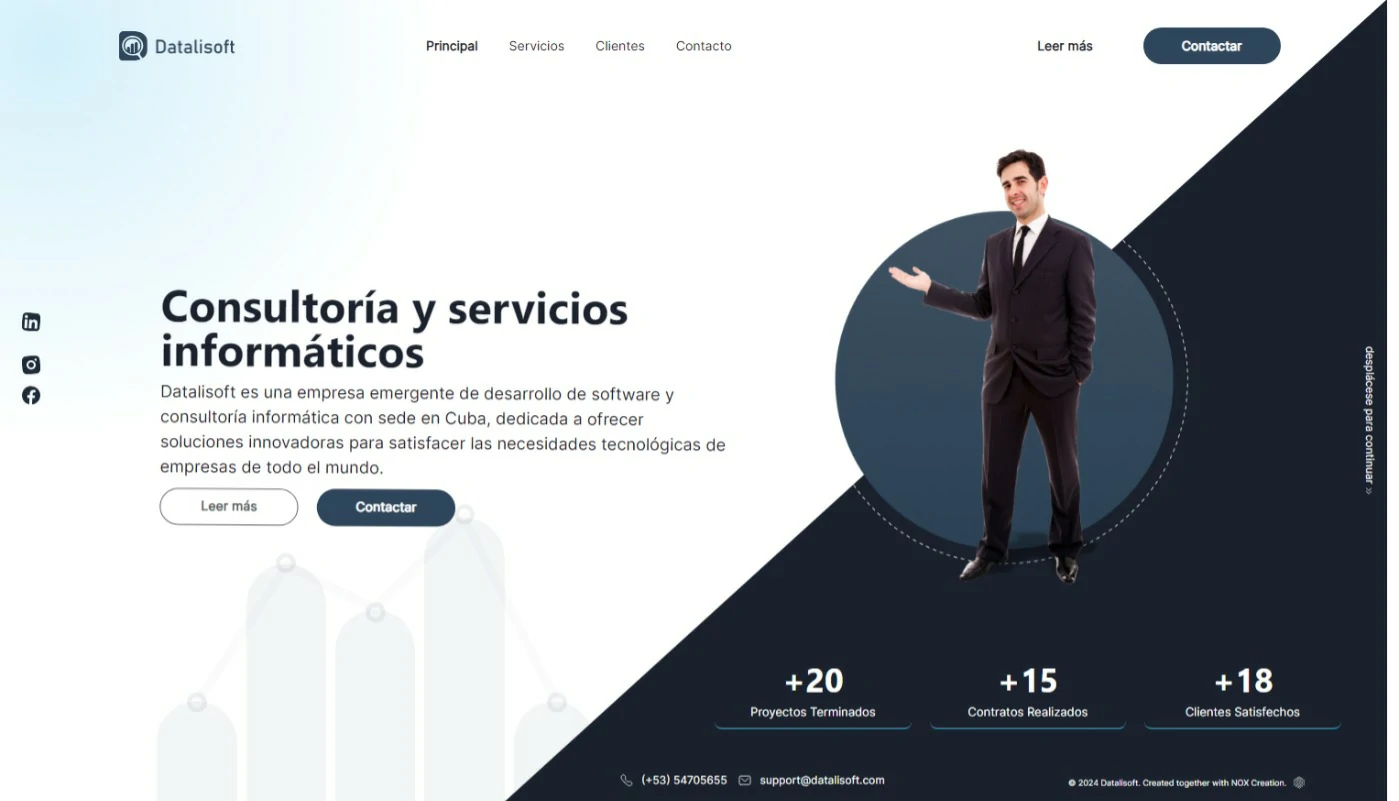 Datalisoft
Principal
Servicios
Clientes
Contacto
Leer más
Contactar
Consultoría y servicios
informáticos
Datalisoft es una empresa emergente de desarrollo de software y
consultoría informática con sede en Cuba, dedicada a ofrecer
soluciones innovadoras para satisfacer las necesidades tecnológicas de
empresas de todo el mundo.
Leer más
Contactar
desplácese para continuar »
+20
Proyectos Terminados
+15
Contratos Realizados
+18
Clientes Satisfechos
(+53) 54705655
support@datalisoft.com
© 2024 Datalisoft. Created together with NOX Creation.